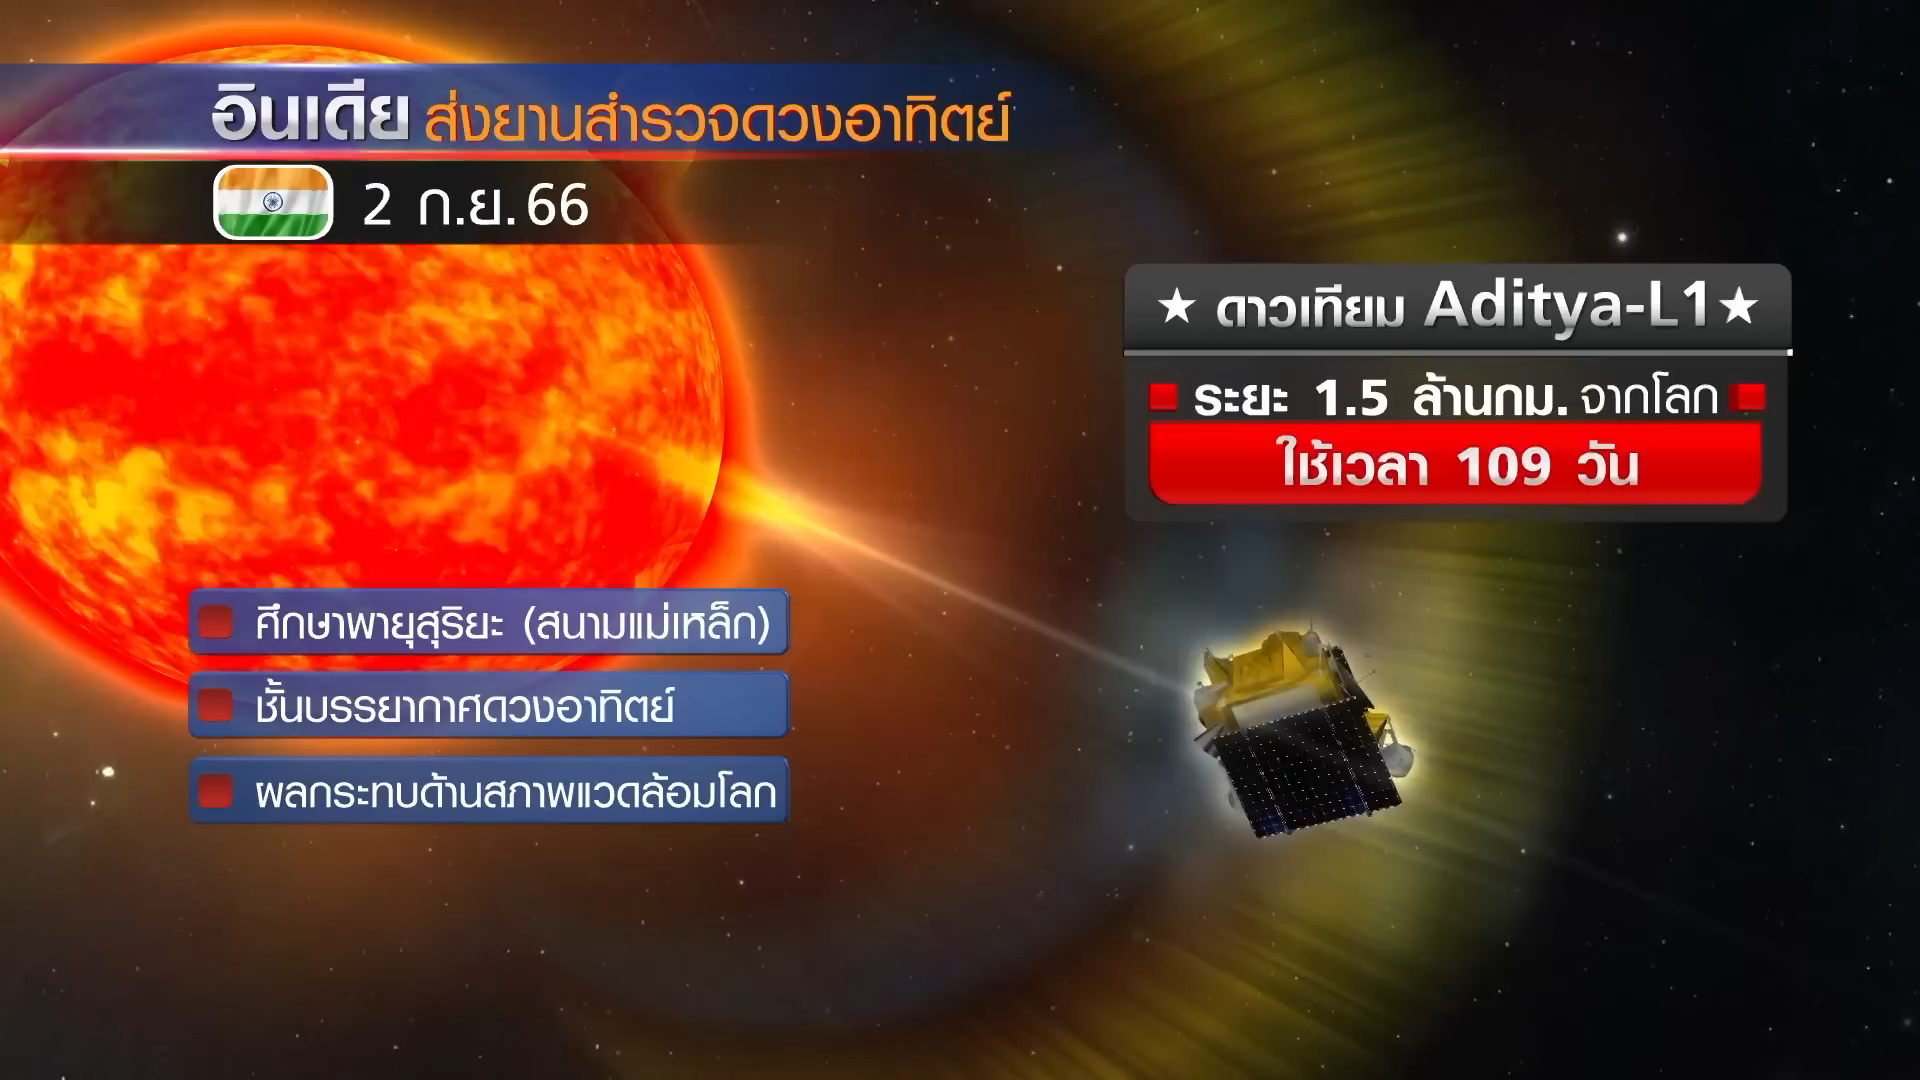 อินเดีย ส่งยานสำรวจดวงอาทิตย์
2 ก.ย. 66
★ ดาวเทียม Aditya-L1 ★
ระยะ 1.5 ล้านกม. จากโลก
ใช้เวลา 109 วัน
ศึกษาพายุสุริยะ (สนามแม่เหล็ก)
ชั้นบรรยากาศดวงอาทิตย์
ผลกระทบด้านสภาพแวดล้อมโลก